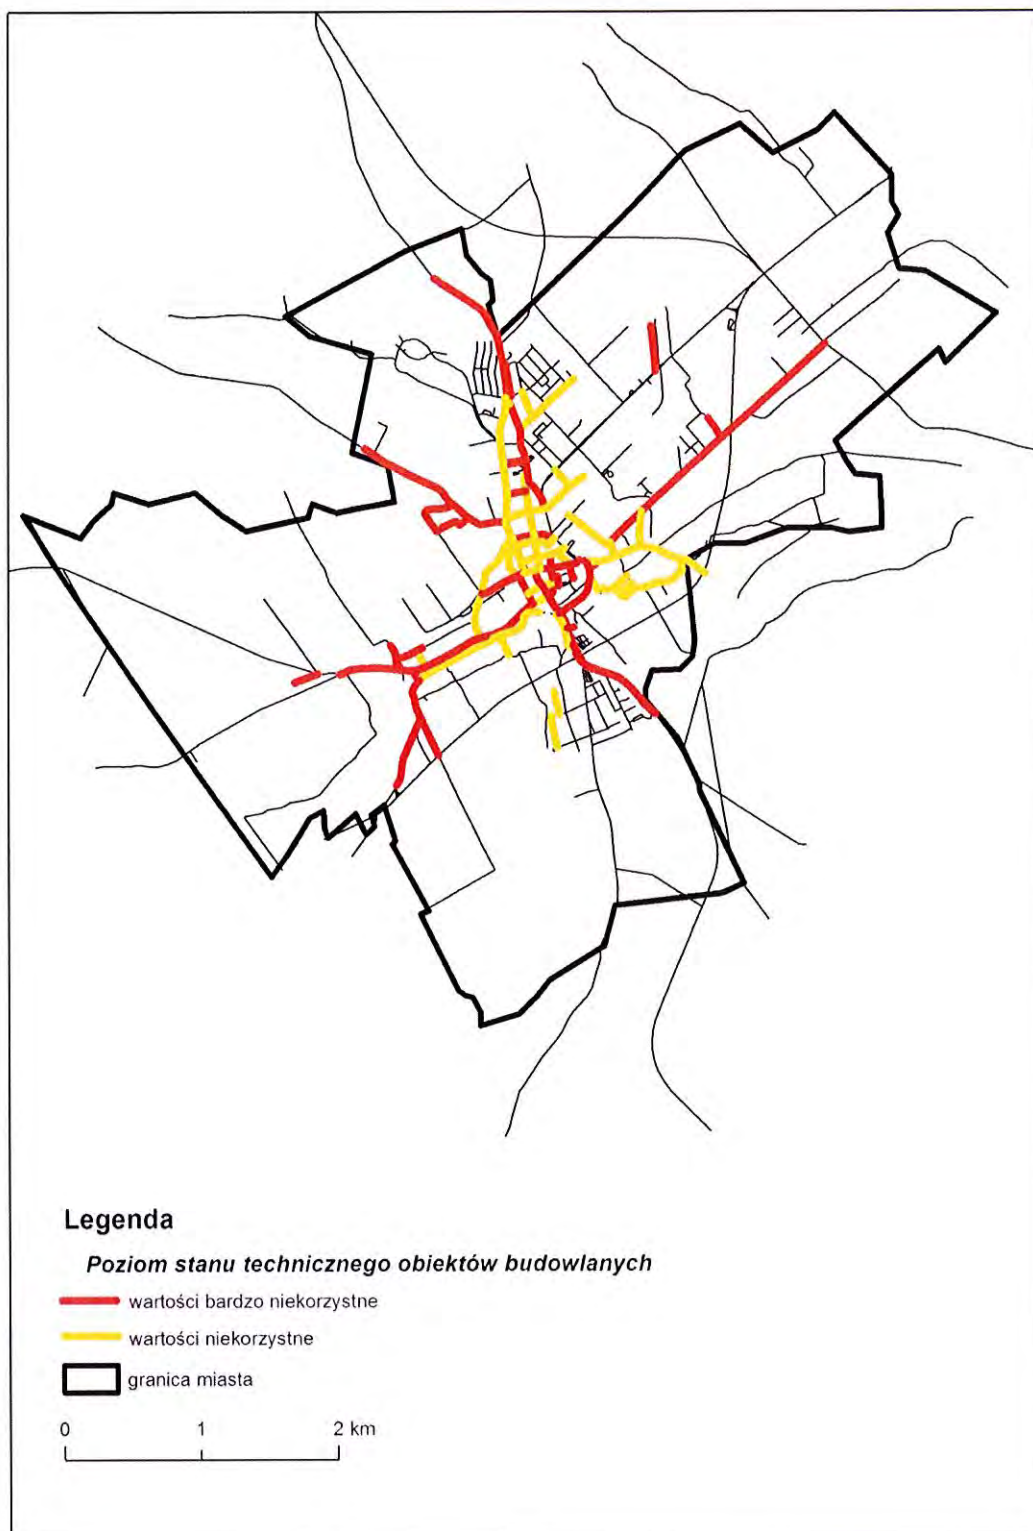 Legenda
Poziom stanu technicznego obiektów budowlanych
wartości bardzo niekorzystne
wartości niekorzystne
granica miasta
0 1 2 km